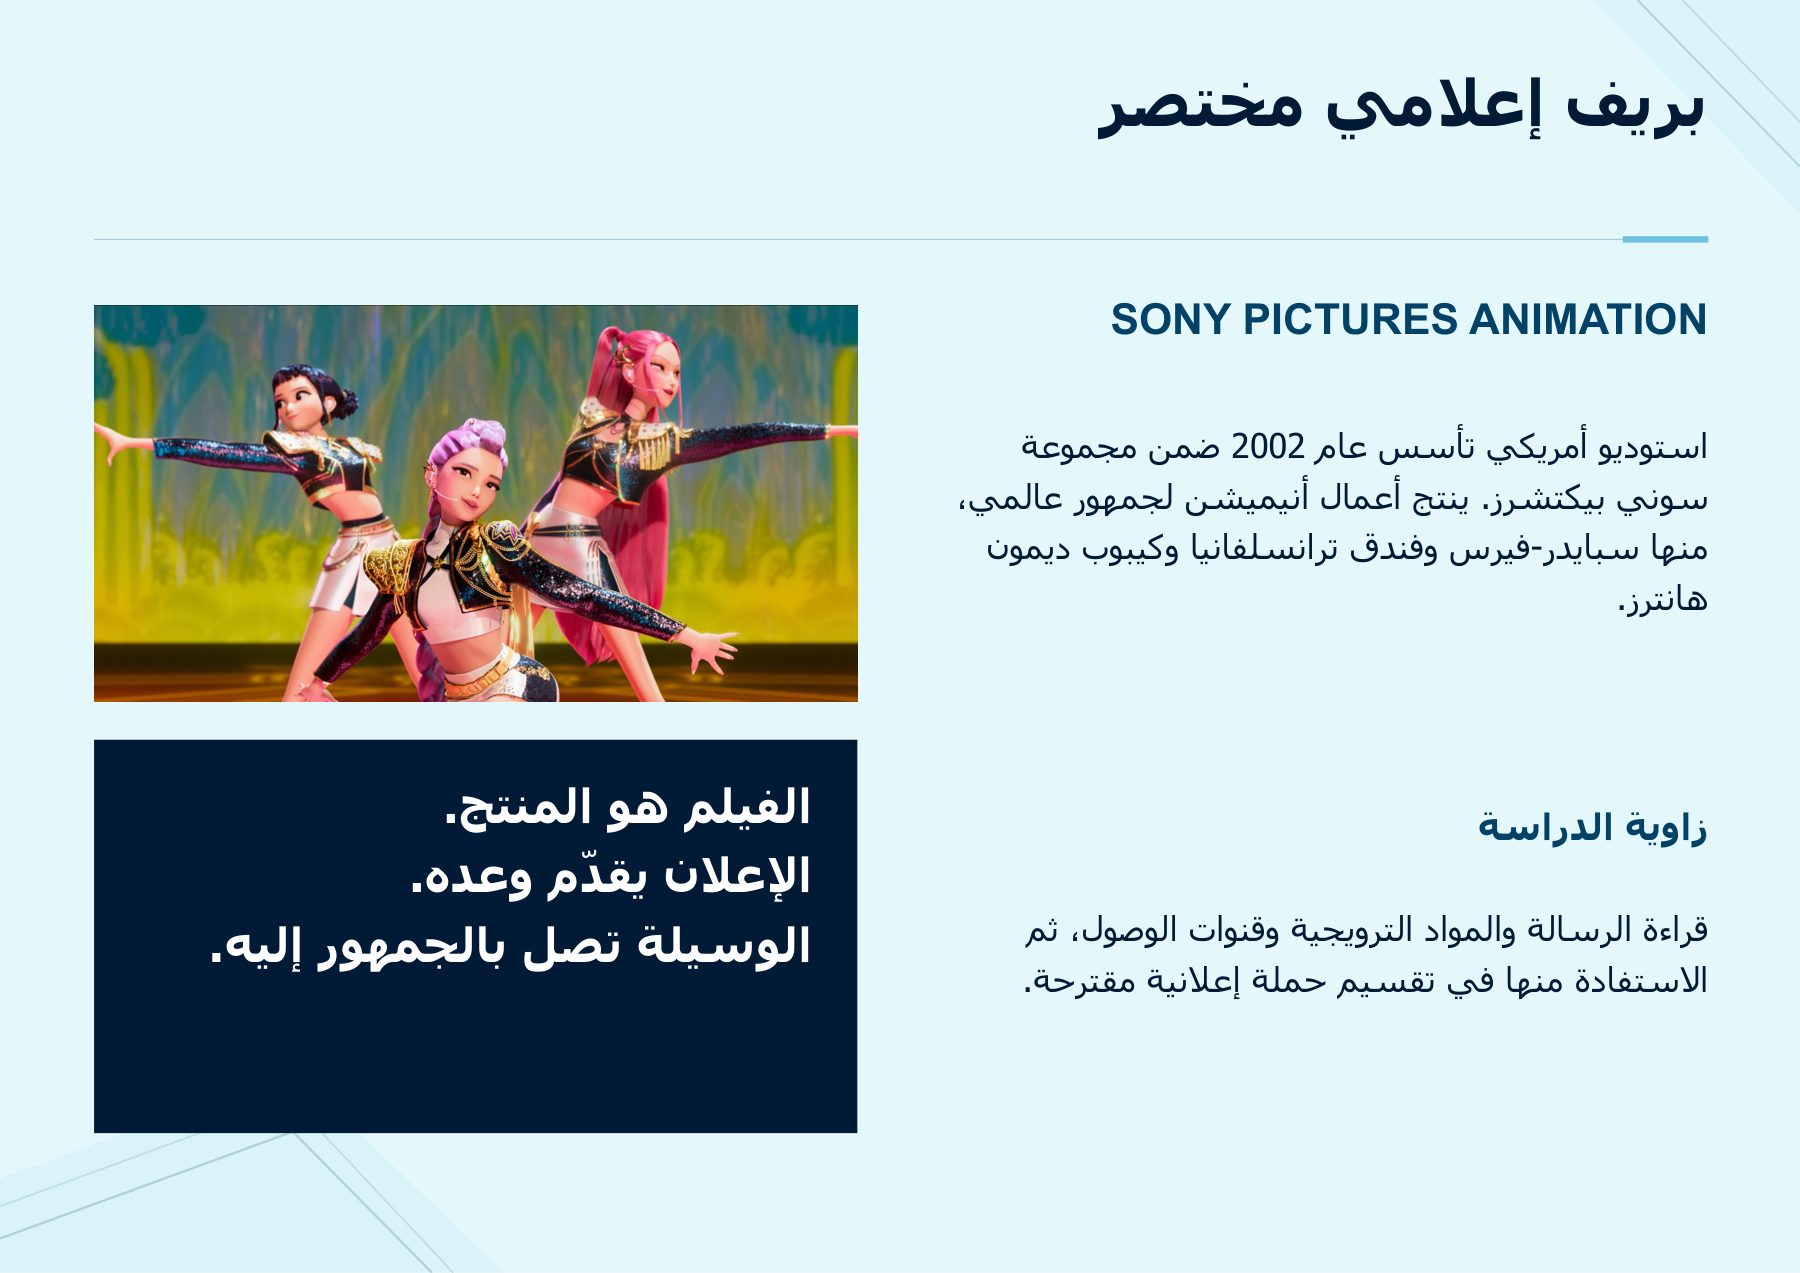 بريف إعلامي مختصر
SONY PICTURES ANIMATION
استوديو أمريكي تأسس عام 2002 ضمن مجموعة
سوني بيكتشرز. ينتج أعمال أنيميشن لجمهور عالمي،
منها سبايدر-فيرس وفندق ترانسلفانيا وكيبوب ديمون
هانترز.
زاوية الدراسة
قراءة الرسالة والمواد الترويجية وقنوات الوصول، ثم
الاستفادة منها في تقسيم حملة إعلانية مقترحة.
الفيلم هو المنتج.
الإعلان يقدّم وعده.
الوسيلة تصل بالجمهور إليه.